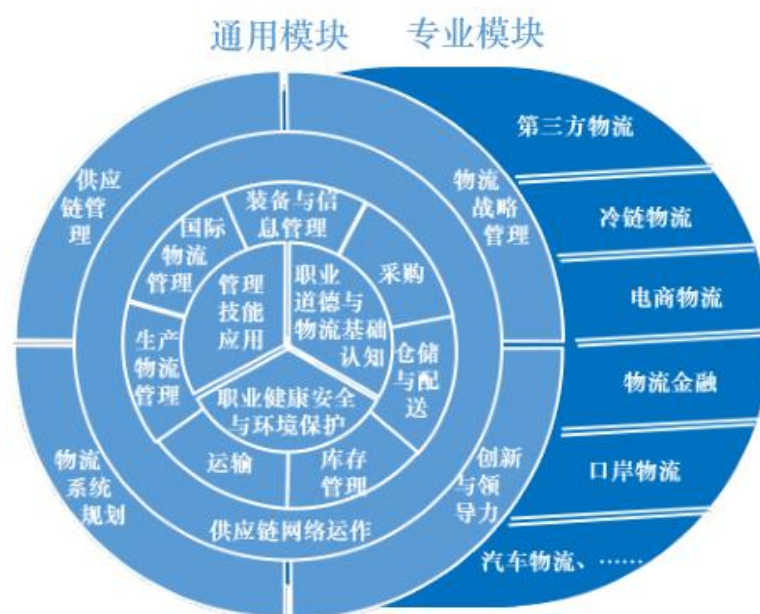 通用模块
专业模块
供应
链管
理
物流
战略
管理
物流
系统
规划
创新
与领
导力
供应链网络运作
国际
物流
管理
装备与信
息管理
采购
仓储
与配
送
库存
管理
运输
生产
物流
管理
管理
技能
应用
职业
道德与
物流基础
认知
职业健康安全
与环境保护
第三方物流
冷链物流
电商物流
物流金融
口岸物流
汽车物流、……